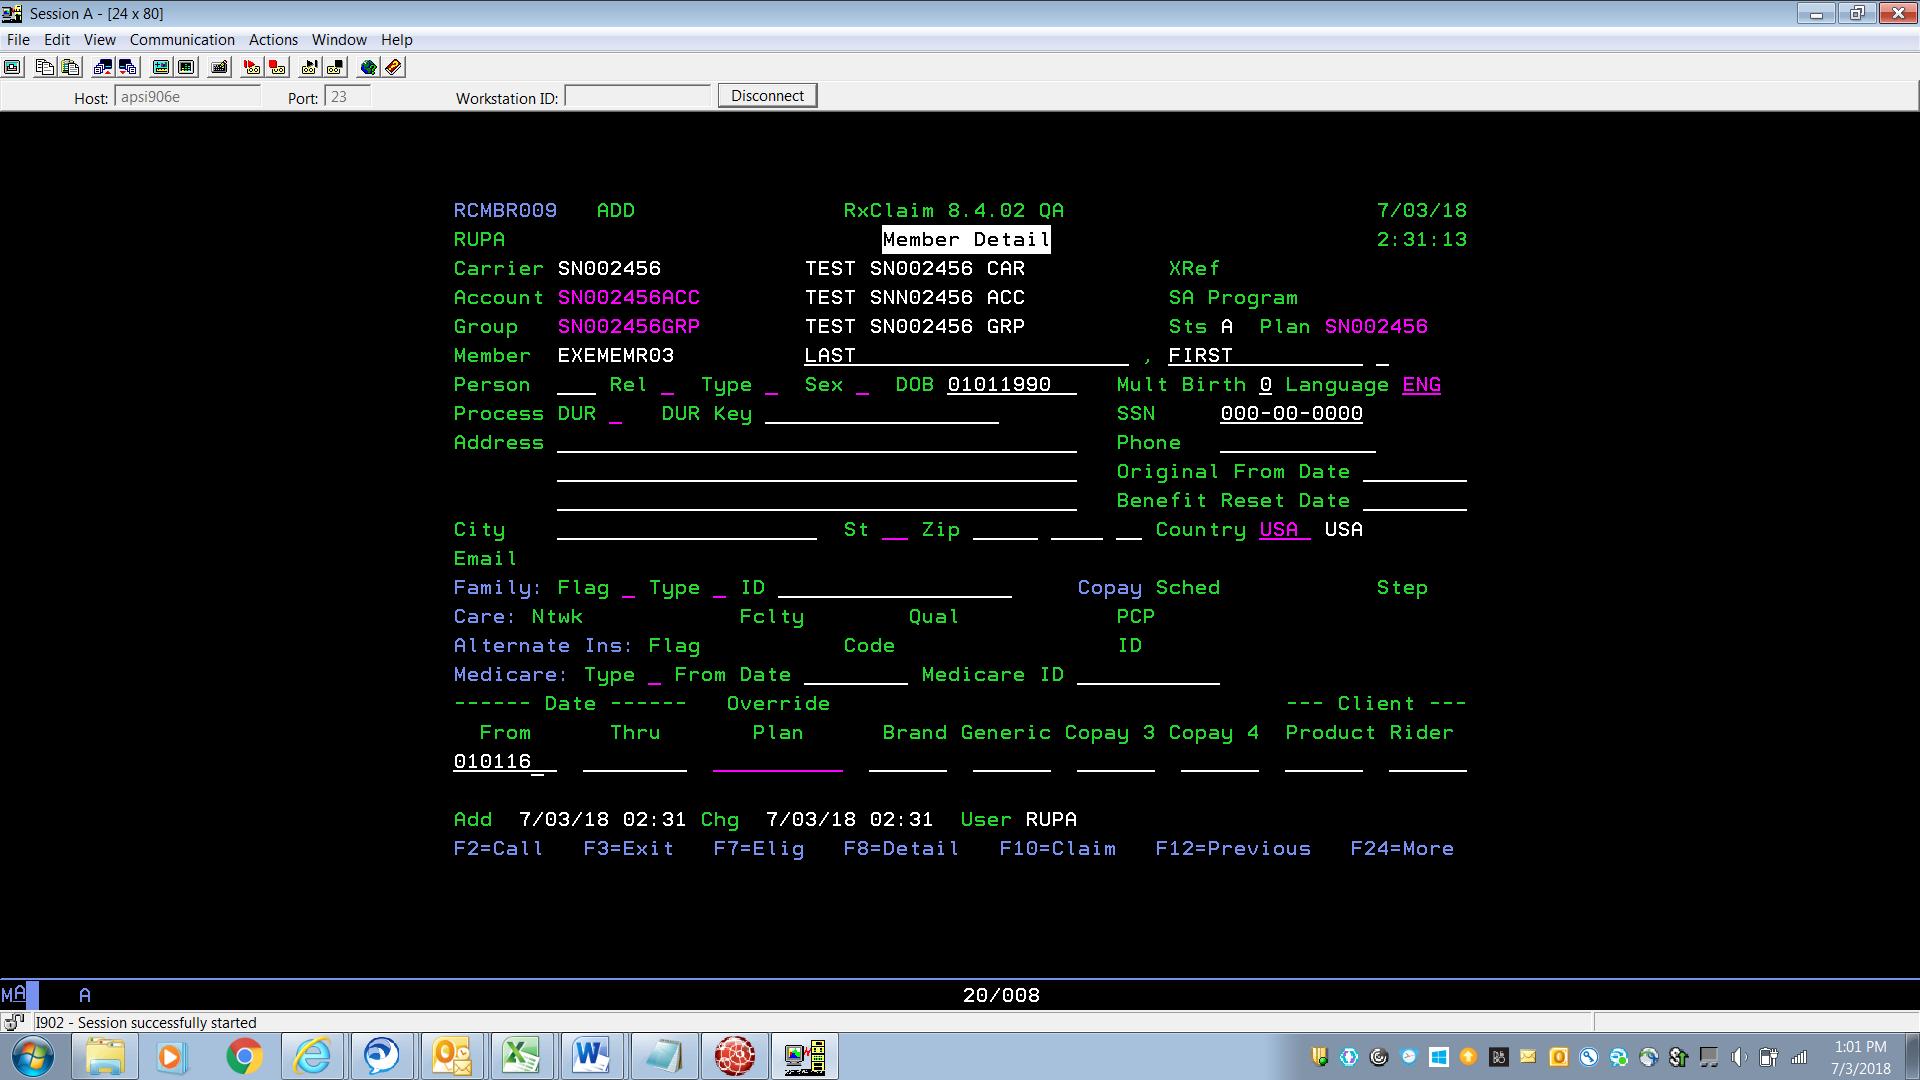 Session A - [24 x 80]
File Edit View Communication Actions Window Help
Host: apsi906e Port: 23 Workstation ID: Disconnect
RCMBR009 ADD RxClaim 8.4.02 QA 7/03/18
RUPA Member Detail 2:31:13
Carrier SN002456 TEST SN002456 CAR XRef
Account SN002456ACC TEST SNN02456 ACC SA Program
Group SN002456GRP TEST SN002456 GRP Sts A Plan SN002456
Member EXEMEMR03 LAST , FIRST
Person Rel Type Sex DOB 01011990 Mult Birth 0 Language ENG
Process DUR DUR Key SSN 000-00-0000
Address Phone
Original From Date
Benefit Reset Date
City St Zip Country USA USA
Email
Family: Flag Type ID Copay Sched Step
Care: Ntwk Fclty Qual PCP
Alternate Ins: Flag Code ID
Medicare: Type From Date Medicare ID
------ Date ------ Override --- Client ---
From Thru Plan Brand Generic Copay 3 Copay 4 Product Rider
010116
Add 7/03/18 02:31 Chg 7/03/18 02:31 User RUPA
F2=Call F3=Exit F7=Elig F8=Detail F10=Claim F12=Previous F24=More
MA A 20/008
I902 - Session successfully started
1:01 PM
7/3/2018